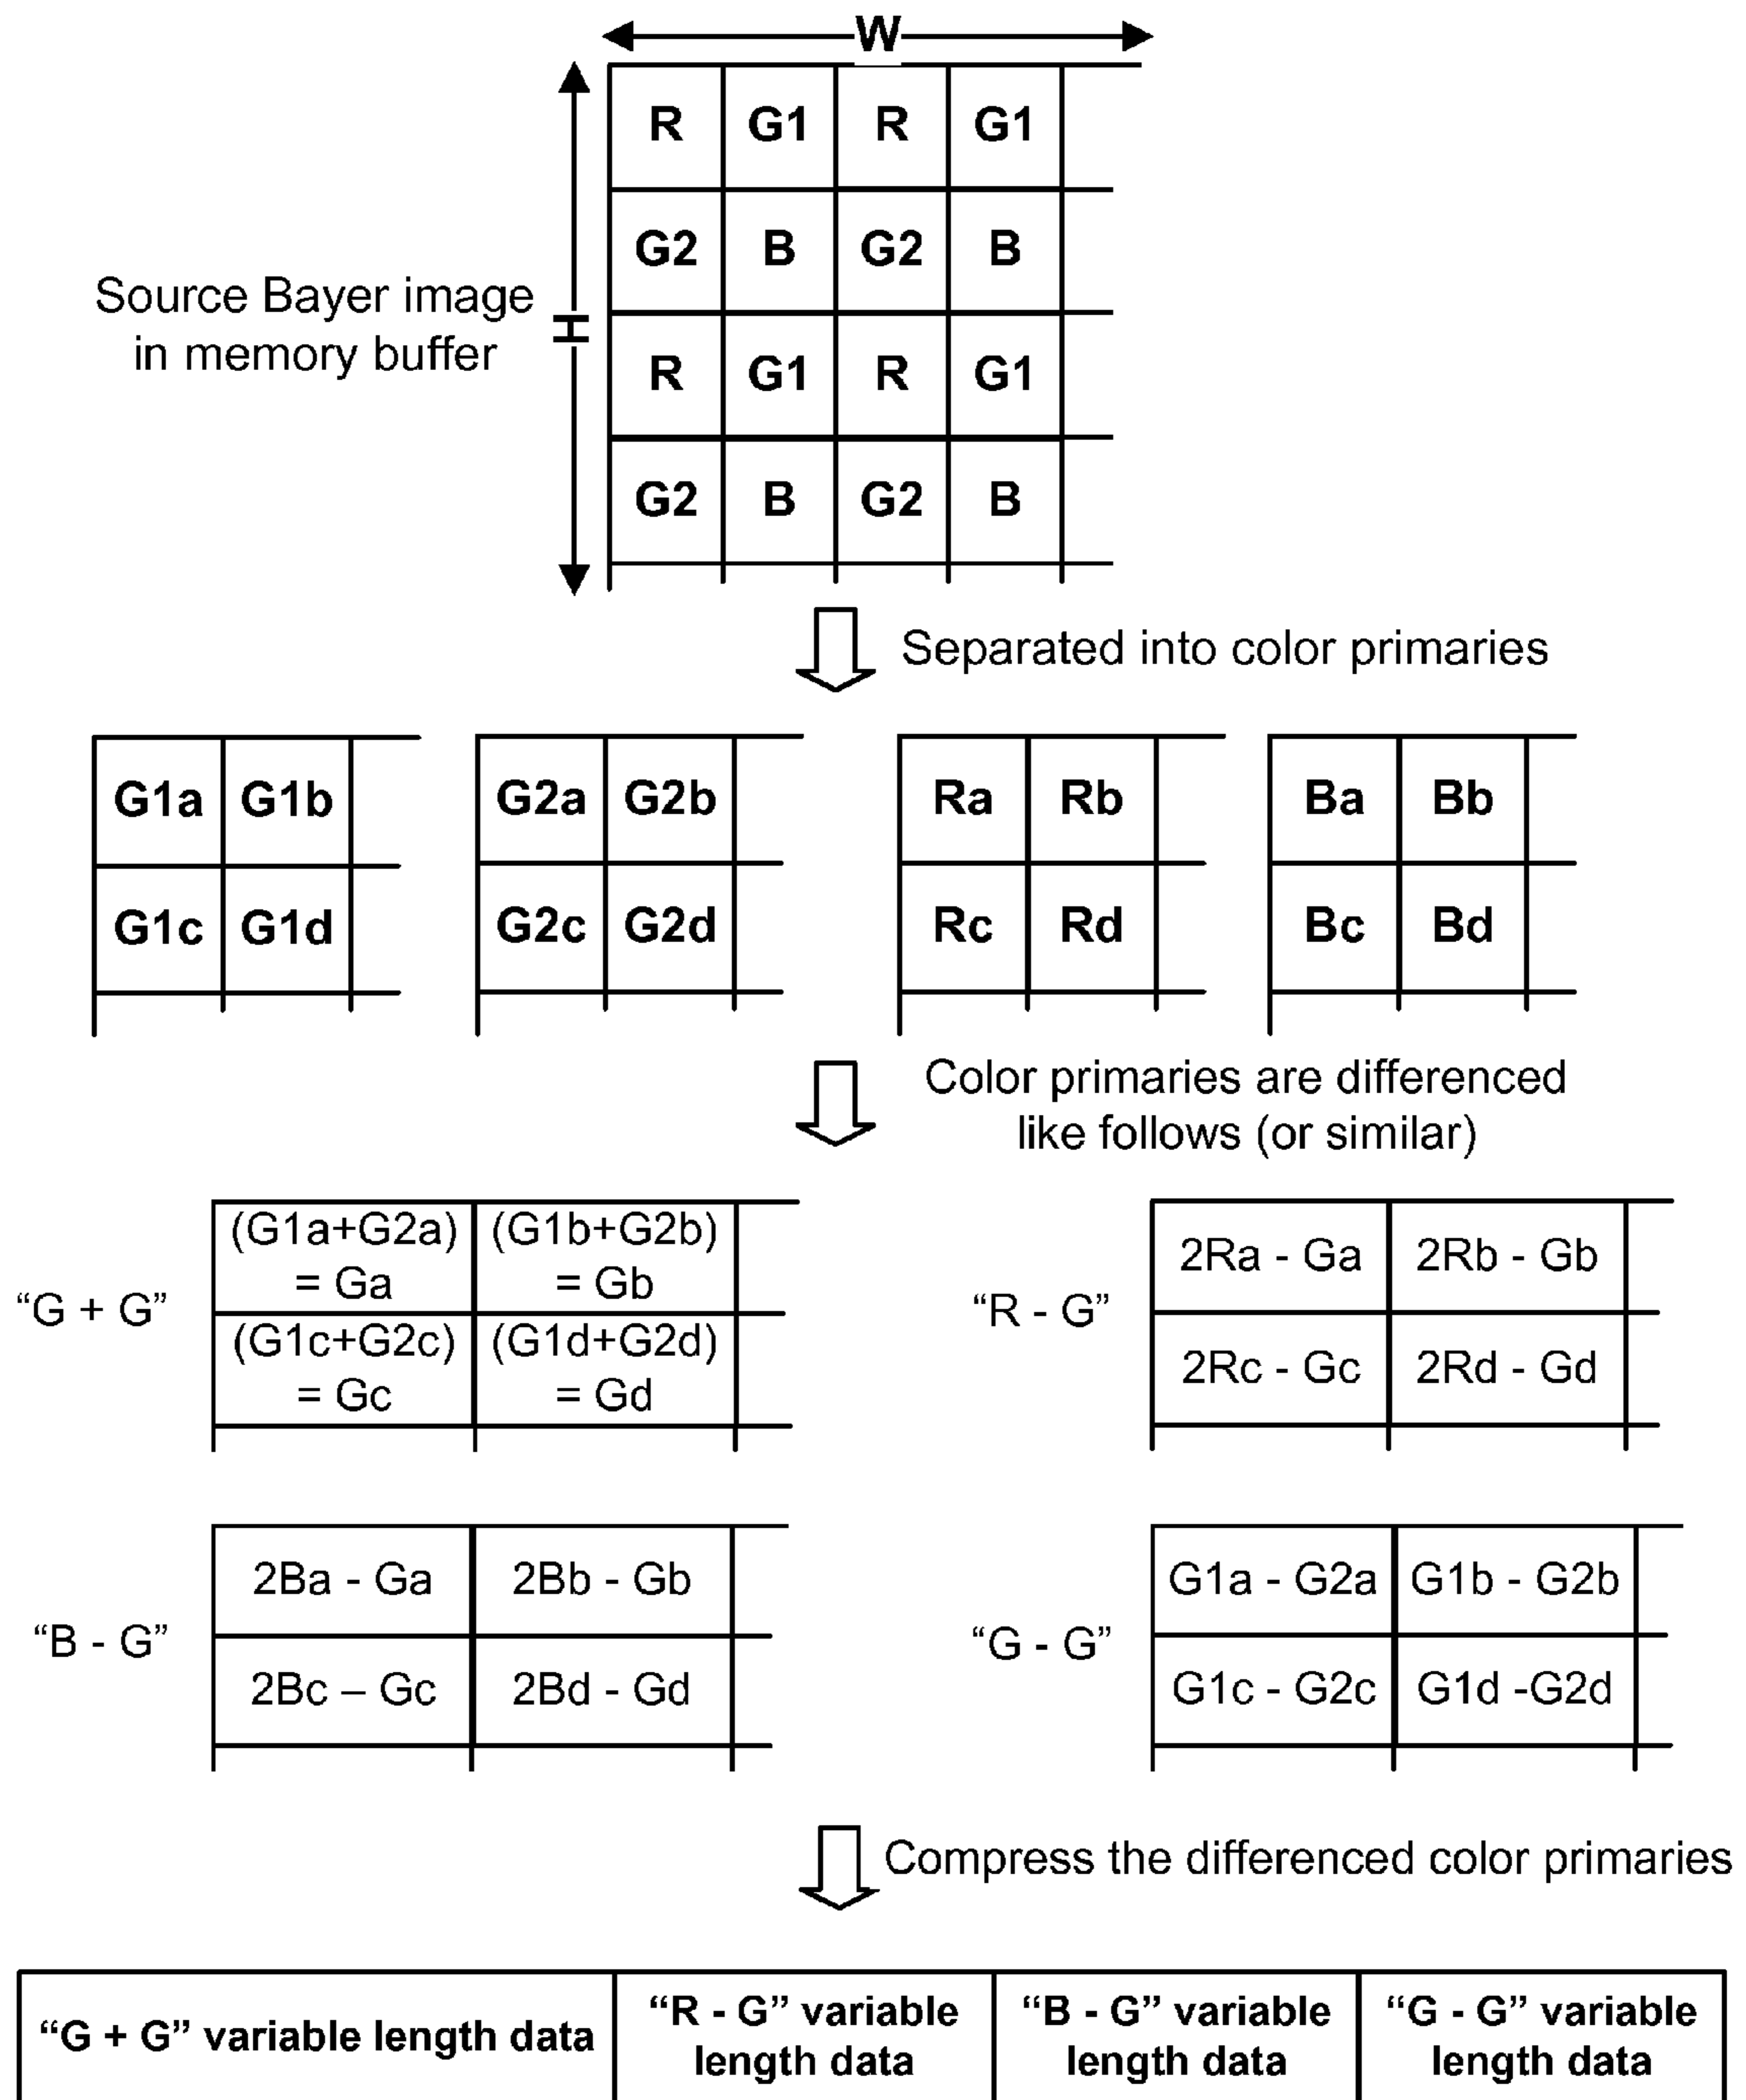 W
R G1 R G1
G2 B G2 B
Source Bayer image
in memory buffer
H
R G1 R G1
G2 B G2 B
Separated into color primaries
G1a G1b G2a G2b Ra Rb Ba Bb
G1c G1d G2c G2d Rc Rd Bc Bd
Color primaries are differenced
like follows (or similar)
“G + G”
(G1a+G2a) (G1b+G2b)
= Ga = Gb
(G1c+G2c) (G1d+G2d)
= Gc = Gd
“R - G”
2Ra - Ga 2Rb - Gb
2Rc - Gc 2Rd - Gd
“B - G”
2Ba - Ga 2Bb - Gb
2Bc – Gc 2Bd - Gd
“G - G”
G1a - G2a G1b - G2b
G1c - G2c G1d -G2d
Compress the differenced color primaries
“G + G” variable length data
“R - G” variable
length data
“B - G” variable
length data
“G - G” variable
length data